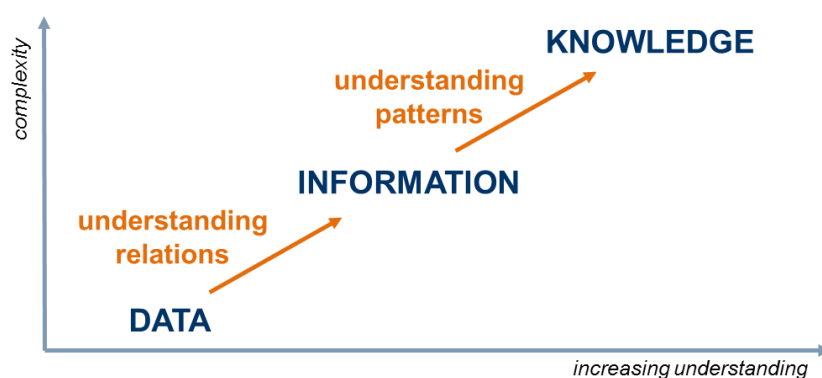 KNOWLEDGE
complexity
understanding
patterns
INFORMATION
understanding
relations
DATA
increasing understanding